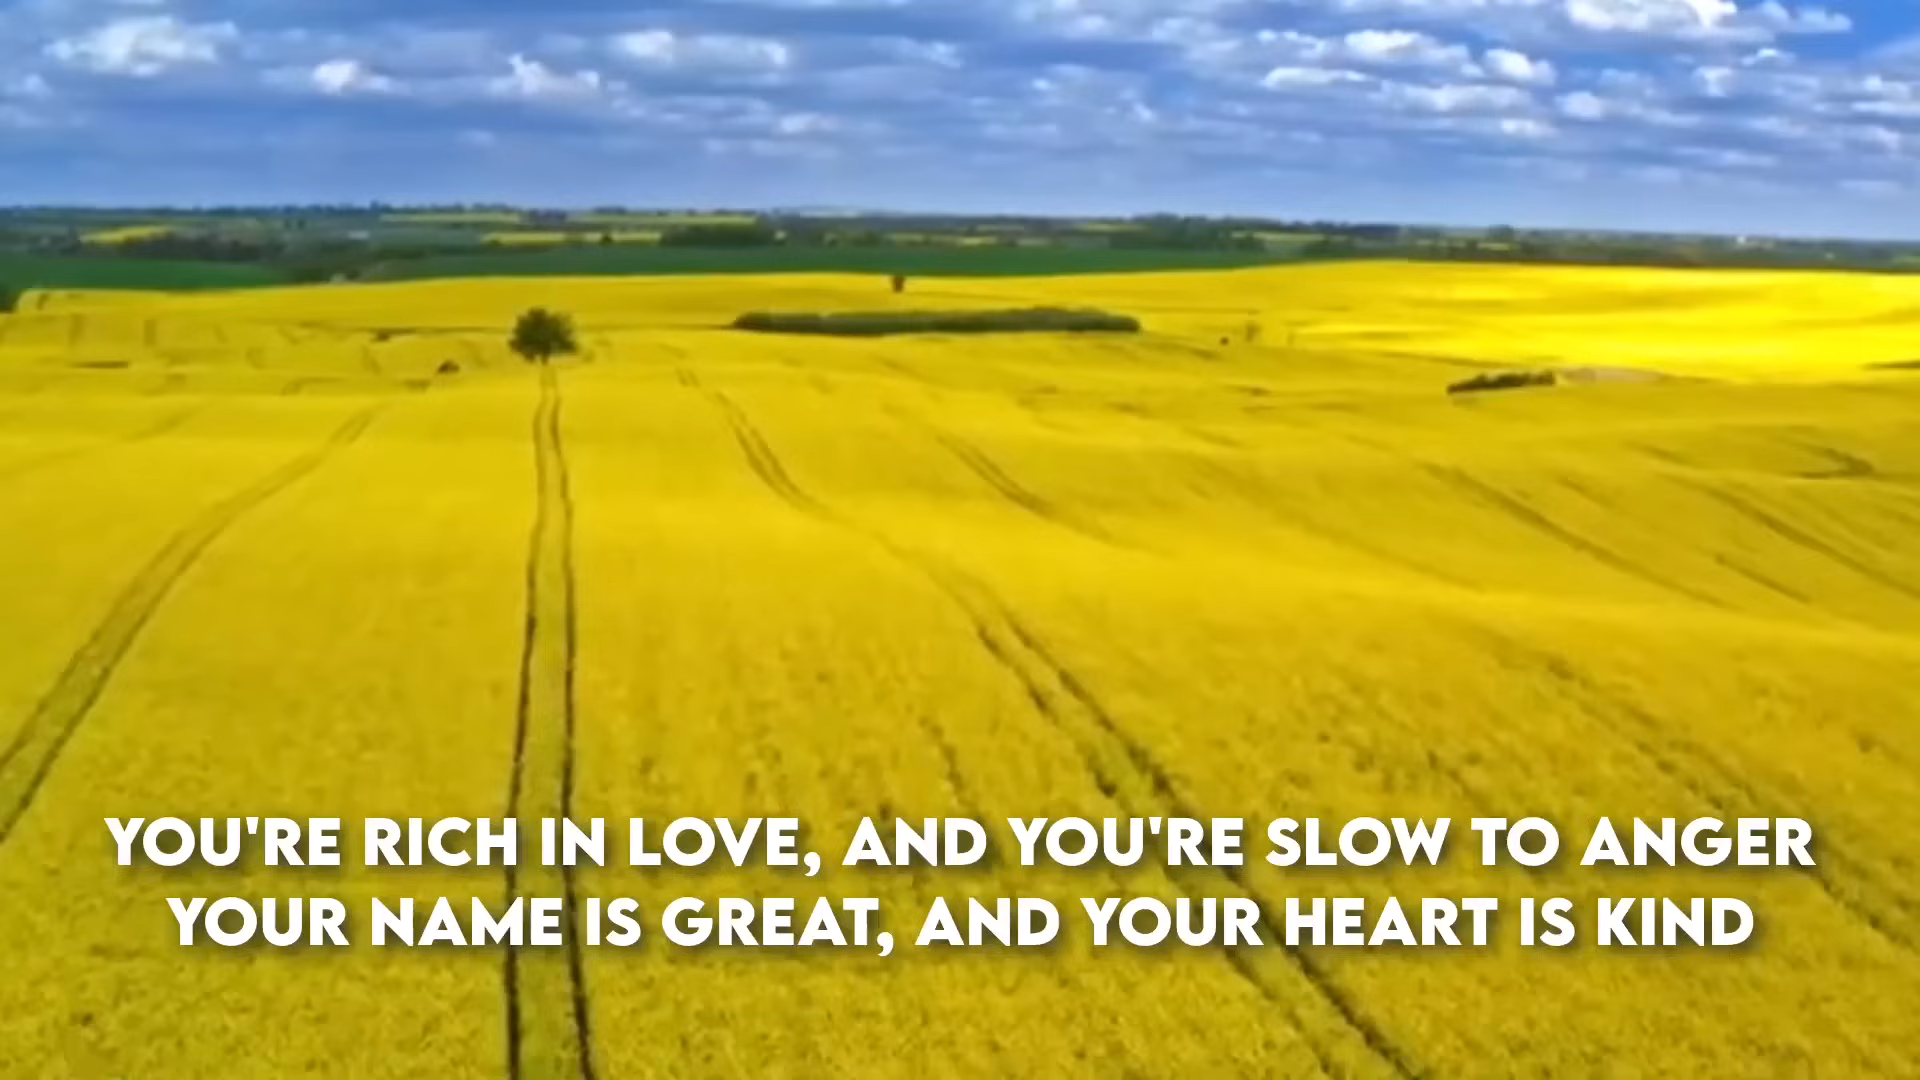 YOU'RE RICH IN LOVE, AND YOU'RE SLOW TO ANGER
YOUR NAME IS GREAT, AND YOUR HEART IS KIND